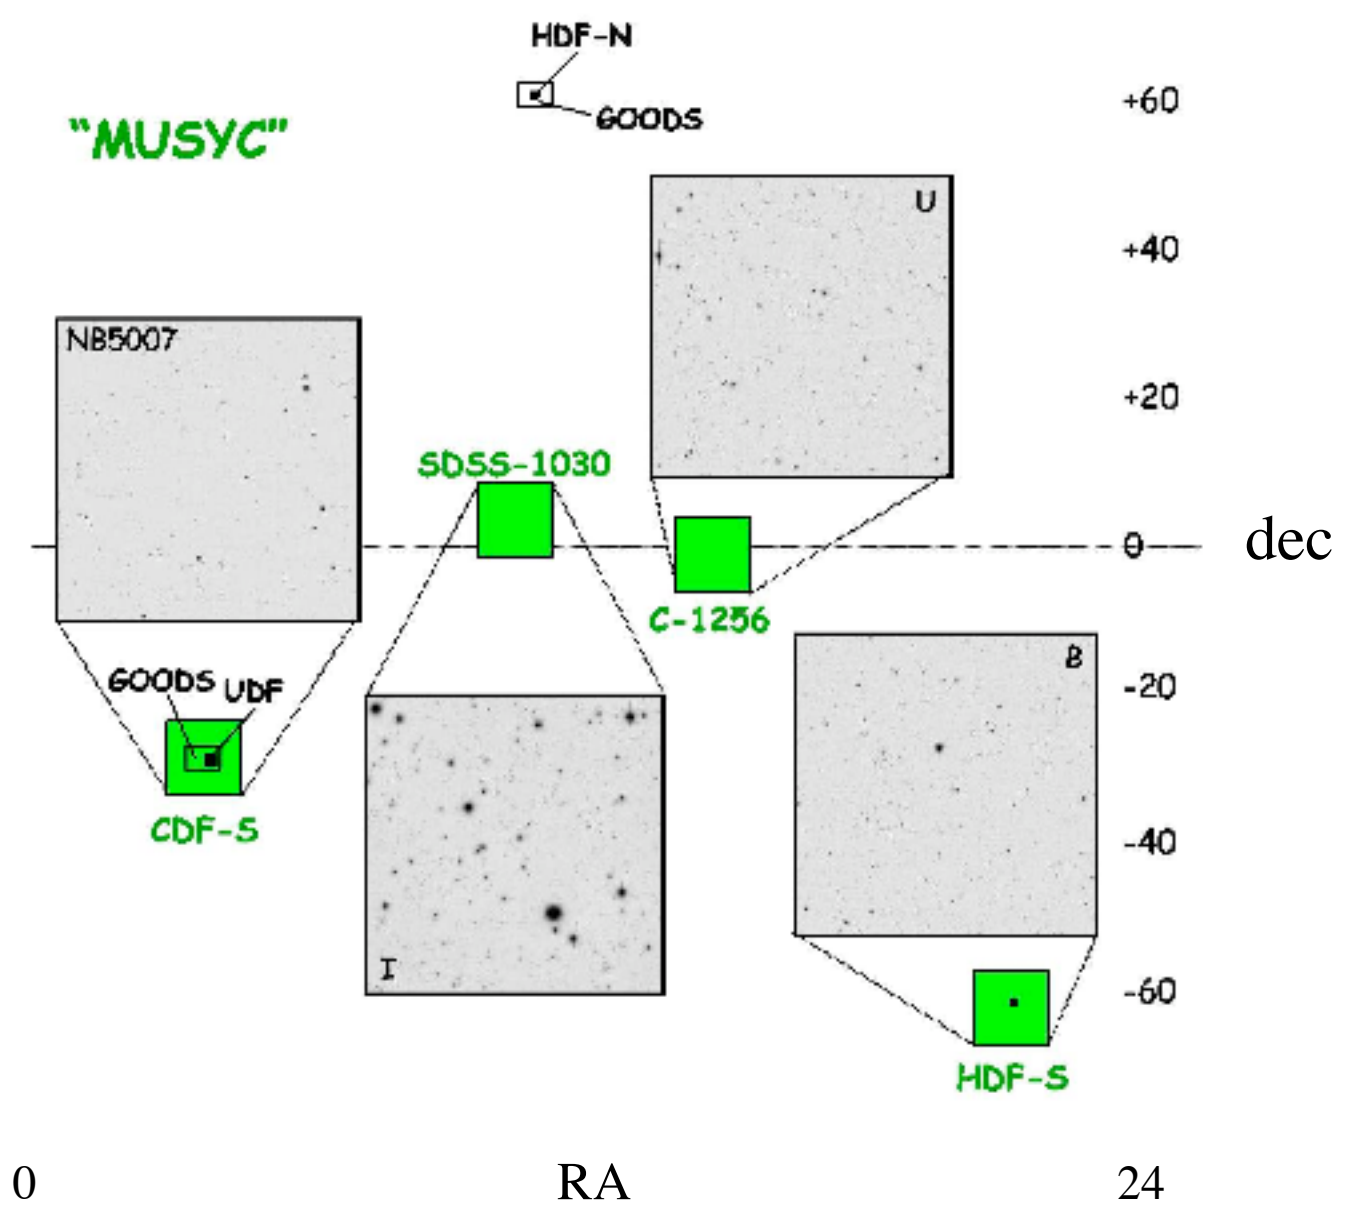 HDF-N
+60
GOODS
"MUSYC"
U
+40
NB5007
+20
SDSS-1030
0
dec
C-1256
B
GOODS UDF
-20
CDF-S
-40
I
-60
HDF-S
0 RA 24